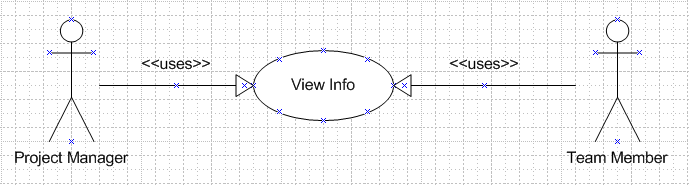 <<uses>>
<<uses>>
View Info
Project Manager
Team Member